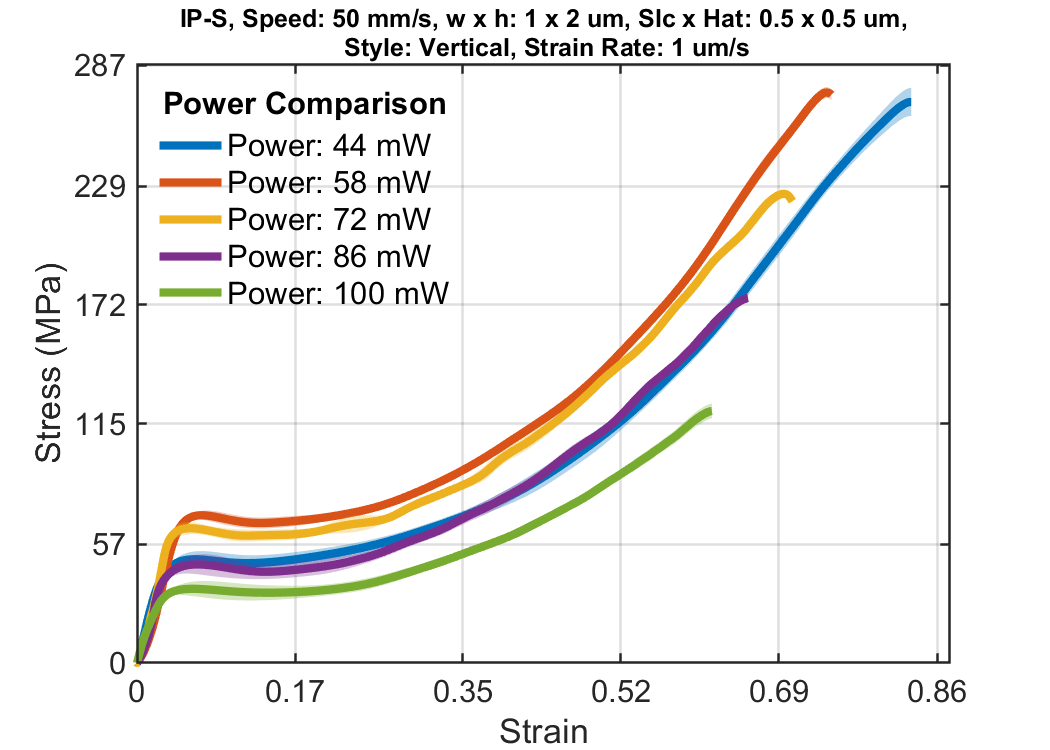 IP-S, Speed: 50 mm/s, w x h: 1 x 2 um, Slc x Hat: 0.5 x 0.5 um,
Style: Vertical, Strain Rate: 1 um/s
287
229
172
115
57
0
Stress (MPa)
Power Comparison
Power: 44 mW
Power: 58 mW
Power: 72 mW
Power: 86 mW
Power: 100 mW
0 0.17 0.35 0.52 0.69 0.86
Strain